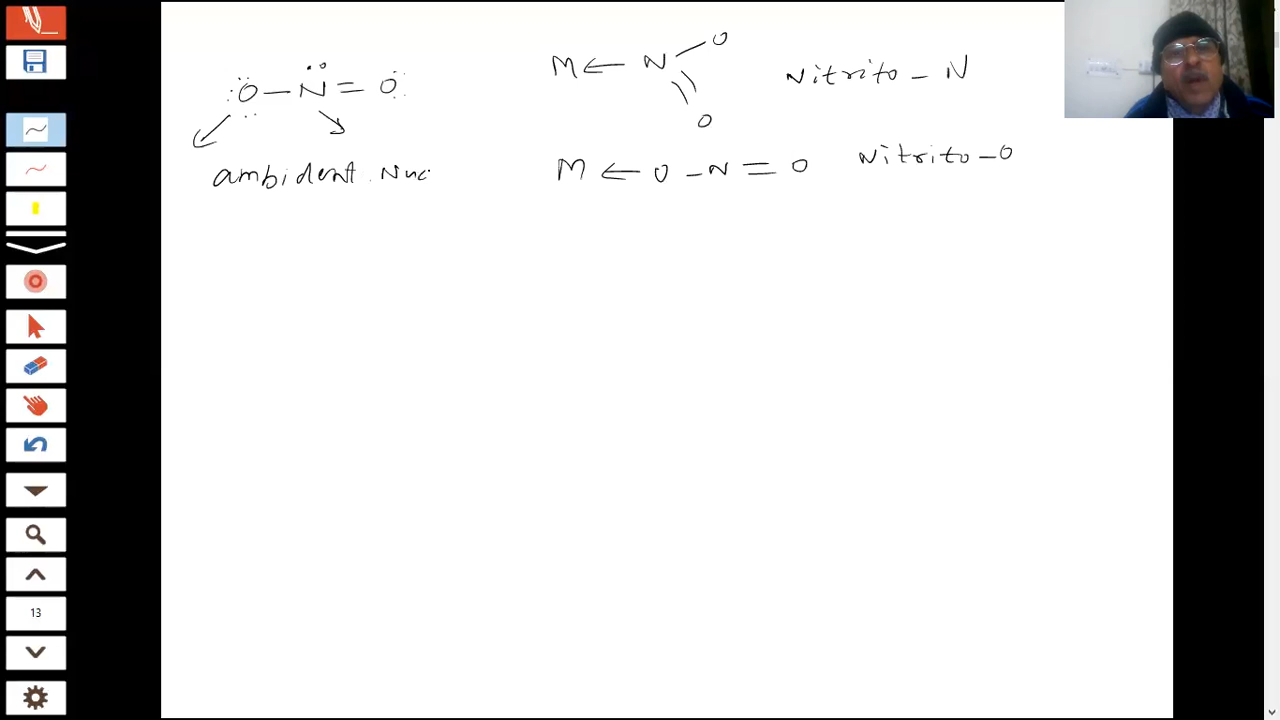 O – N = O
ambident Nuc
M ← N O
O
Nitrito – N
M ← O – N = O
Nitrito – O
13